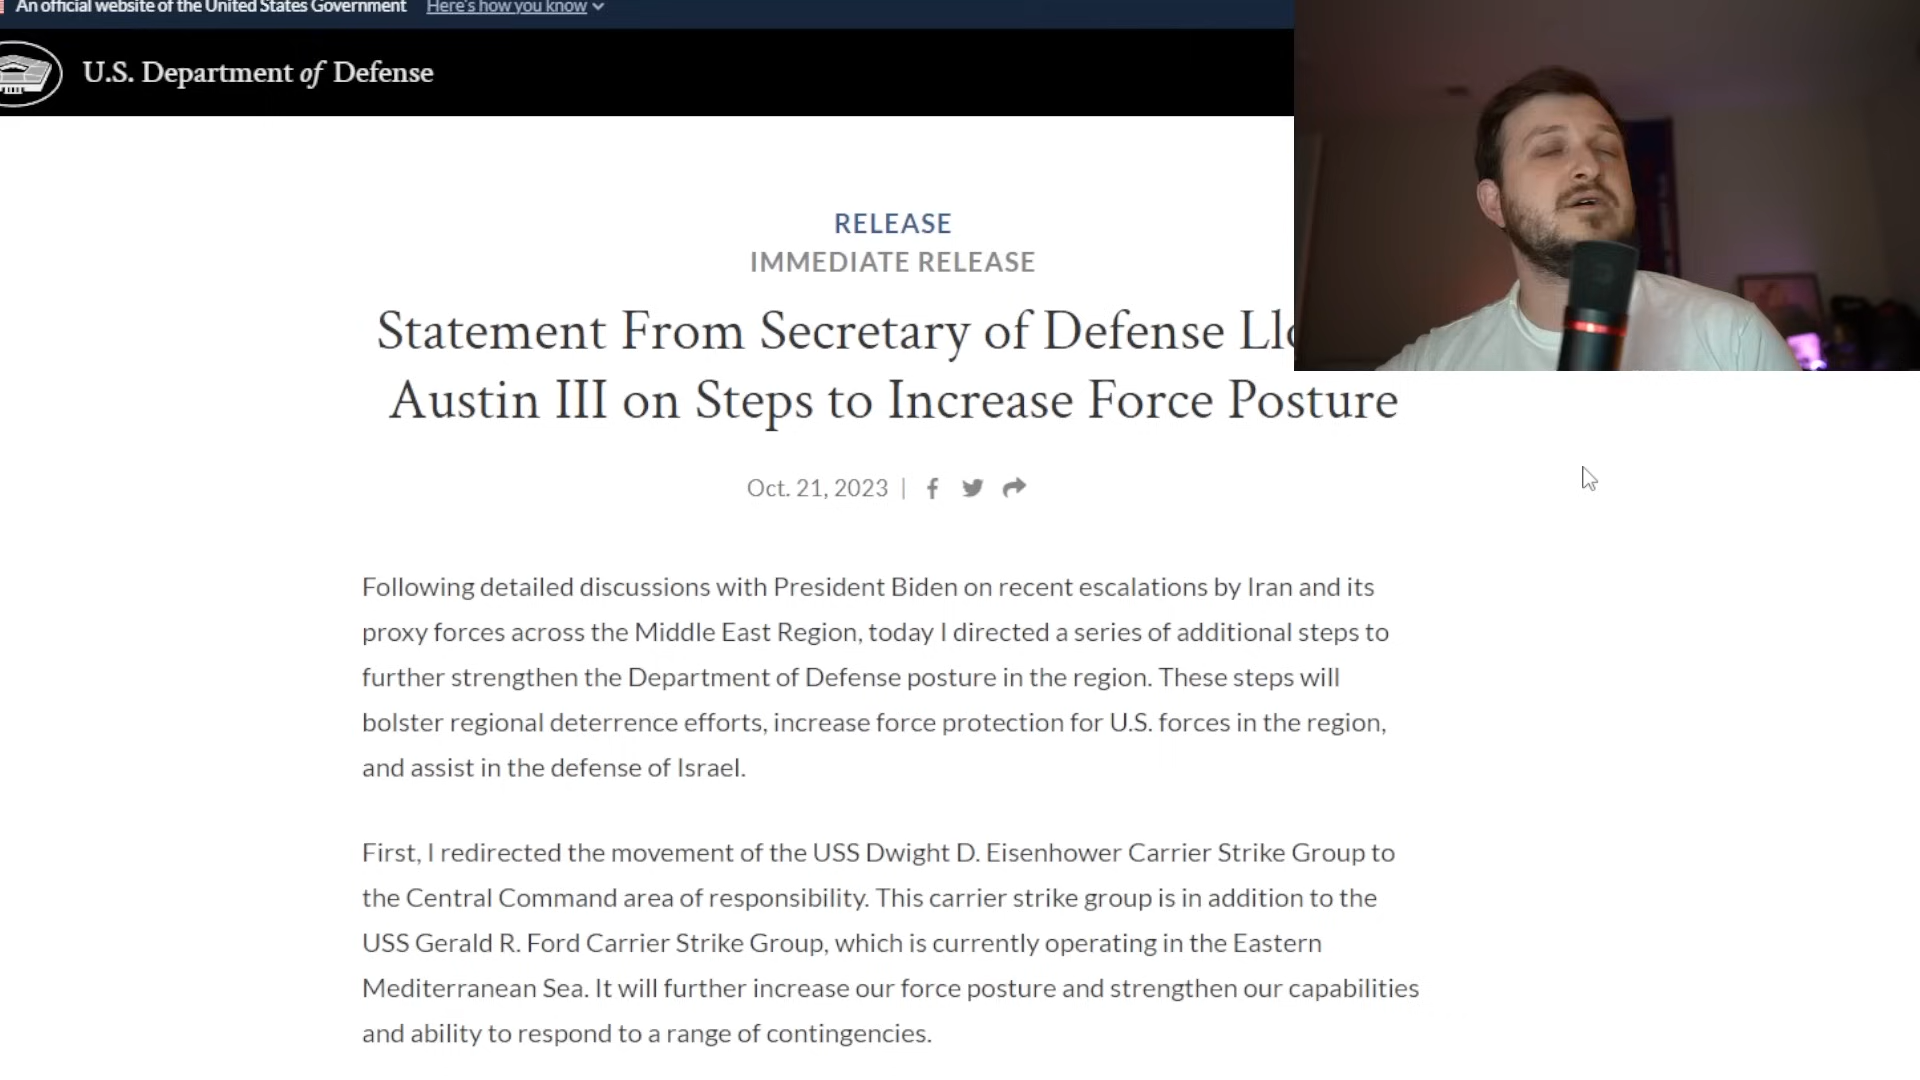 An official website of the United States Government Here's how you know
U.S. Department of Defense
RELEASE
IMMEDIATE RELEASE
Statement From Secretary of Defense
Austin III on Steps to Increase Force Posture
Oct. 21, 2023 |
Following detailed discussions with President Biden on recent escalations by Iran and its
proxy forces across the Middle East Region, today I directed a series of additional steps to
further strengthen the Department of Defense posture in the region. These steps will
bolster regional deterrence efforts, increase force protection for U.S. forces in the region,
and assist in the defense of Israel.
First, I redirected the movement of the USS Dwight D. Eisenhower Carrier Strike Group to
the Central Command area of responsibility. This carrier strike group is in addition to the
USS Gerald R. Ford Carrier Strike Group, which is currently operating in the Eastern
Mediterranean Sea. It will further increase our force posture and strengthen our capabilities
and ability to respond to a range of contingencies.